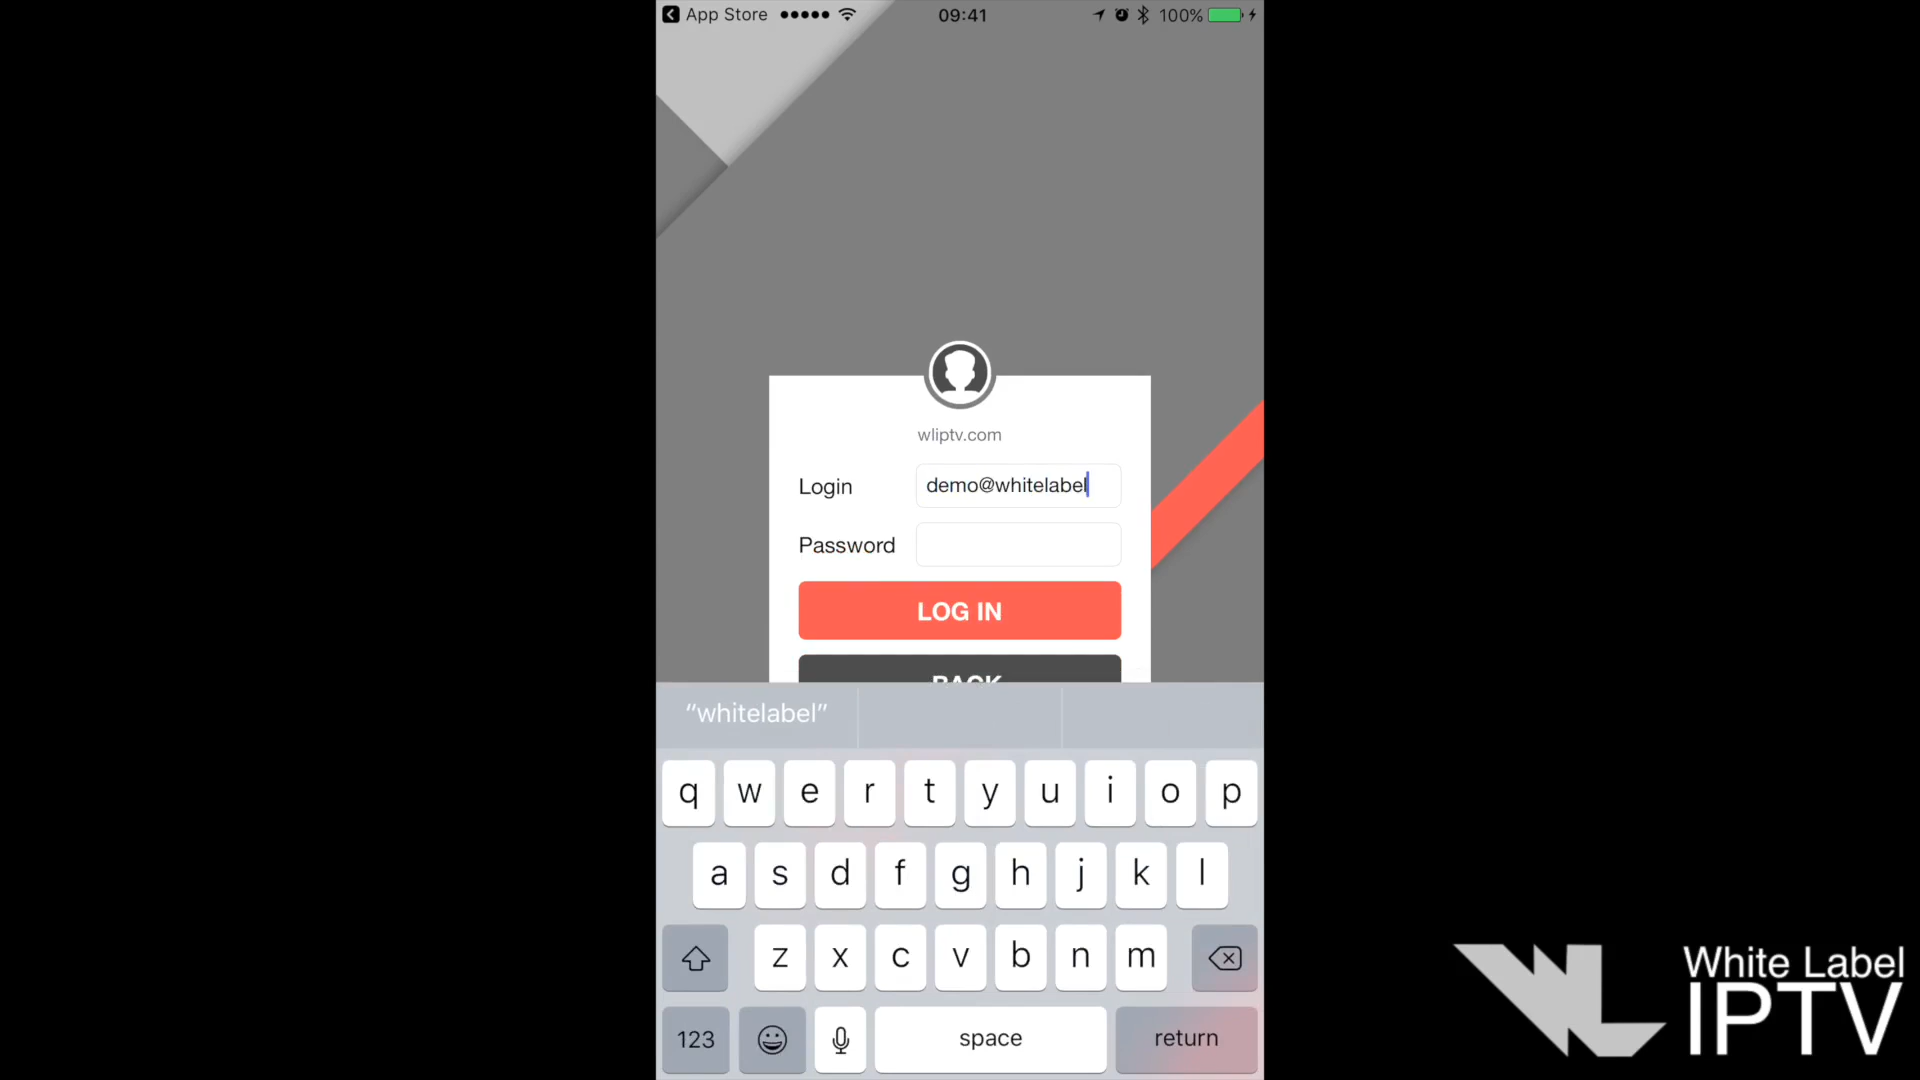 App Store 09:41 100%
wliptv.com
Login demo@whitelabel
Password
LOG IN
BACK
“whitelabel”
q w e r t y u i o p
a s d f g h j k l
z x c v b n m
123 space return
White Label
IPTV